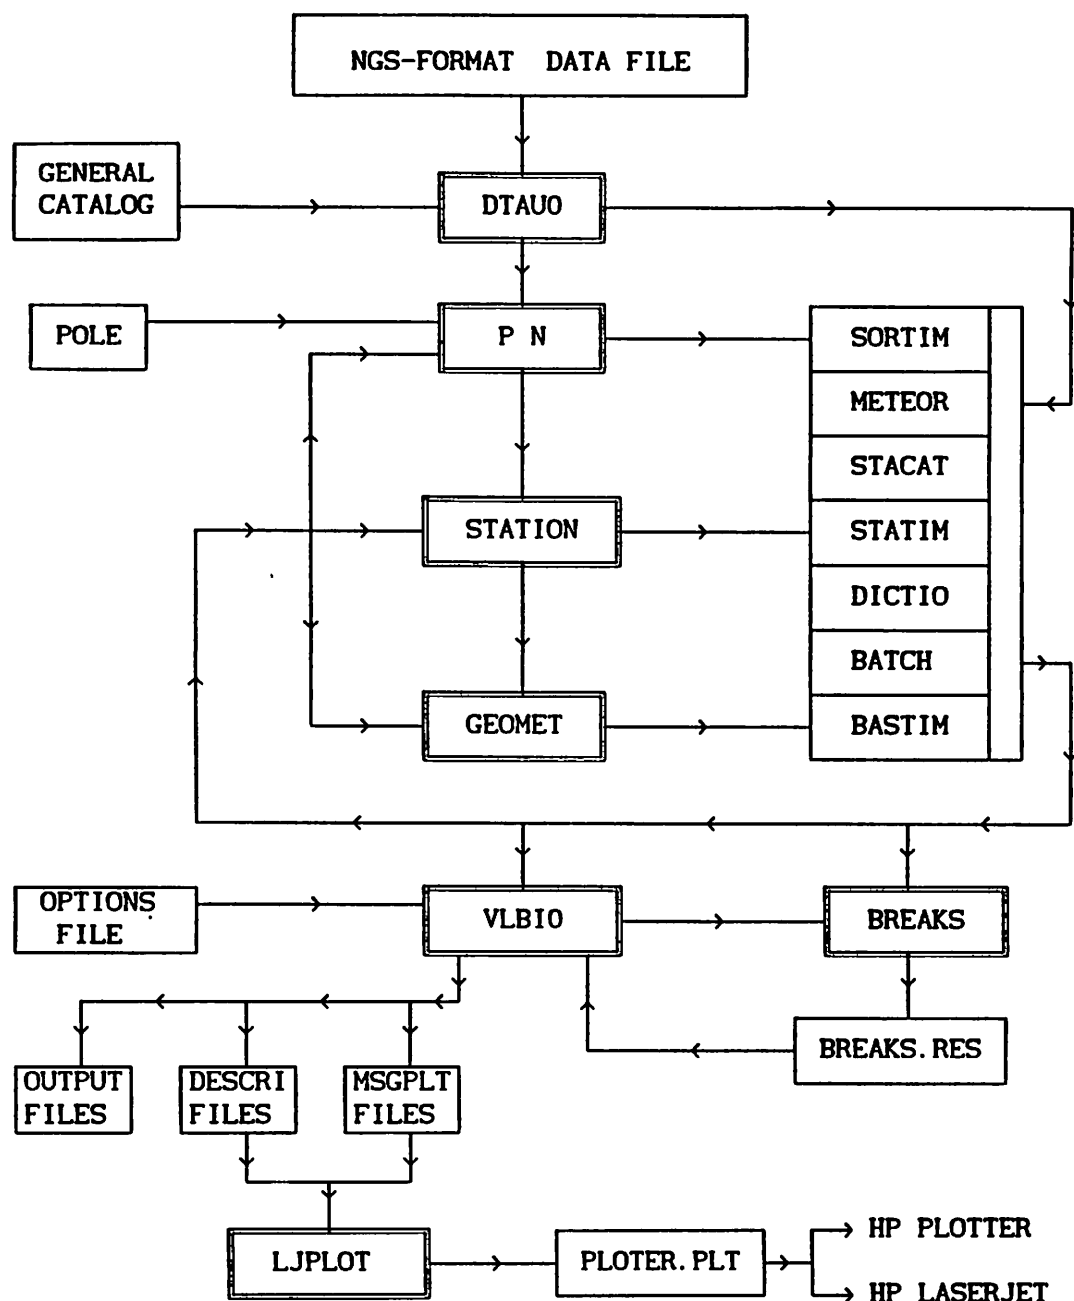 NGS-FORMAT DATA FILE
GENERAL
CATALOG
DTAU0
POLE
P N
SORTIM
METEOR
STACAT
STATION
STATIM
DICTIO
BATCH
GEOMET
BASTIM
OPTIONS
FILE
VLBIO
BREAKS
BREAKS.RES
OUTPUT
FILES
DESCRI
FILES
MSGPLT
FILES
LJPLOT
PLOTER.PLT
HP PLOTTER
HP LASERJET